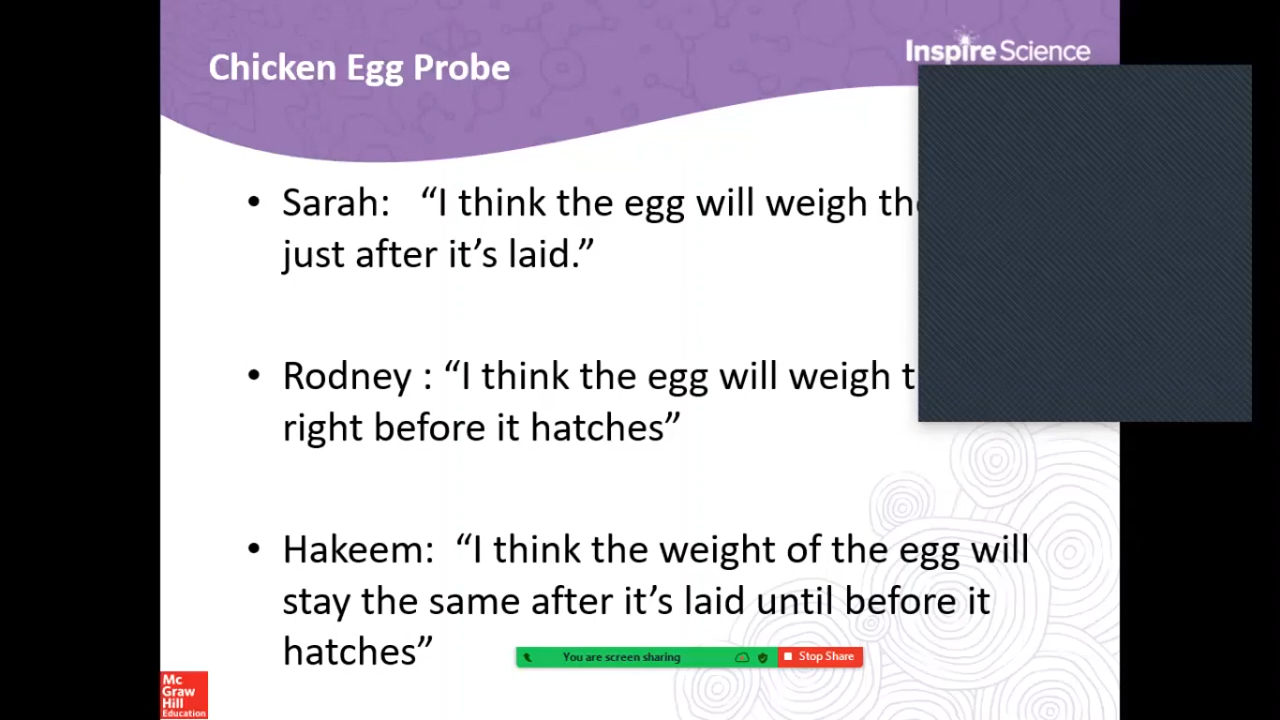 Chicken Egg Probe
Inspire Science
• Sarah: “I think the egg will weigh
just after it’s laid.”
• Rodney : “I think the egg will weigh
right before it hatches”
• Hakeem: “I think the weight of the egg will
stay the same after it’s laid until before it
hatches”
You are screen sharing
Stop Share
Mc
Graw
Hill
Education